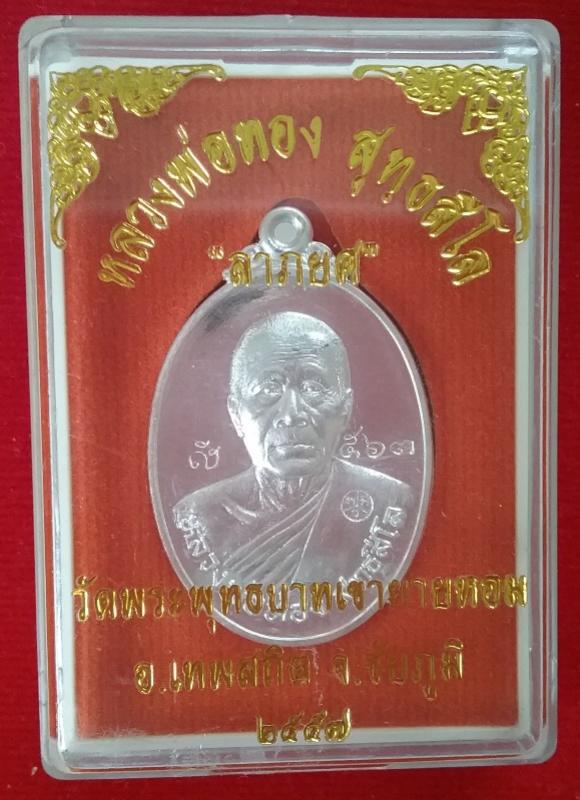 หลวงพ่อทอง สุทฺธสีโล
"ลาภยศ"
๕๖๓
วัดพระพุทธบาทเขายายหอม
อ.เทพสถิต จ.ชัยภูมิ
๒๕๕๗